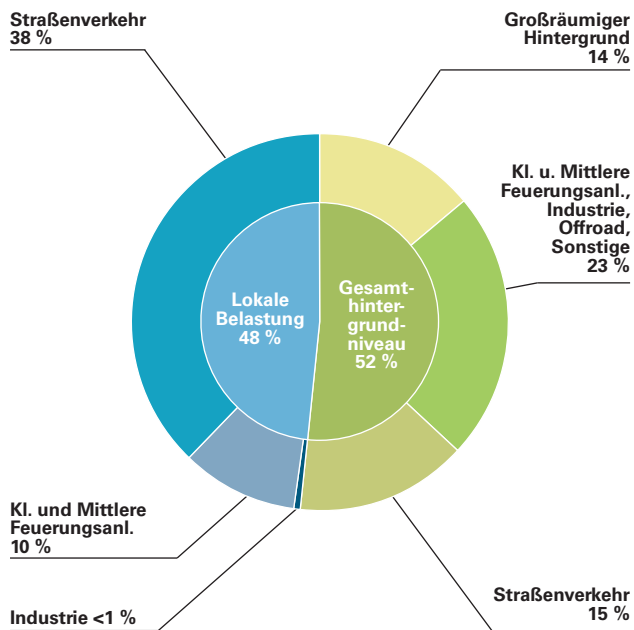 Straßenverkehr
38 %
Großräumiger
Hintergrund
14 %
Kl. u. Mittlere
Feuerungsanl.,
Industrie,
Offroad,
Sonstige
23 %
Lokale
Belastung
48 %
Gesamt-
hinter-
grund-
niveau
52 %
Kl. und Mittlere
Feuerungsanl.
10 %
Industrie <1 %
Straßenverkehr
15 %